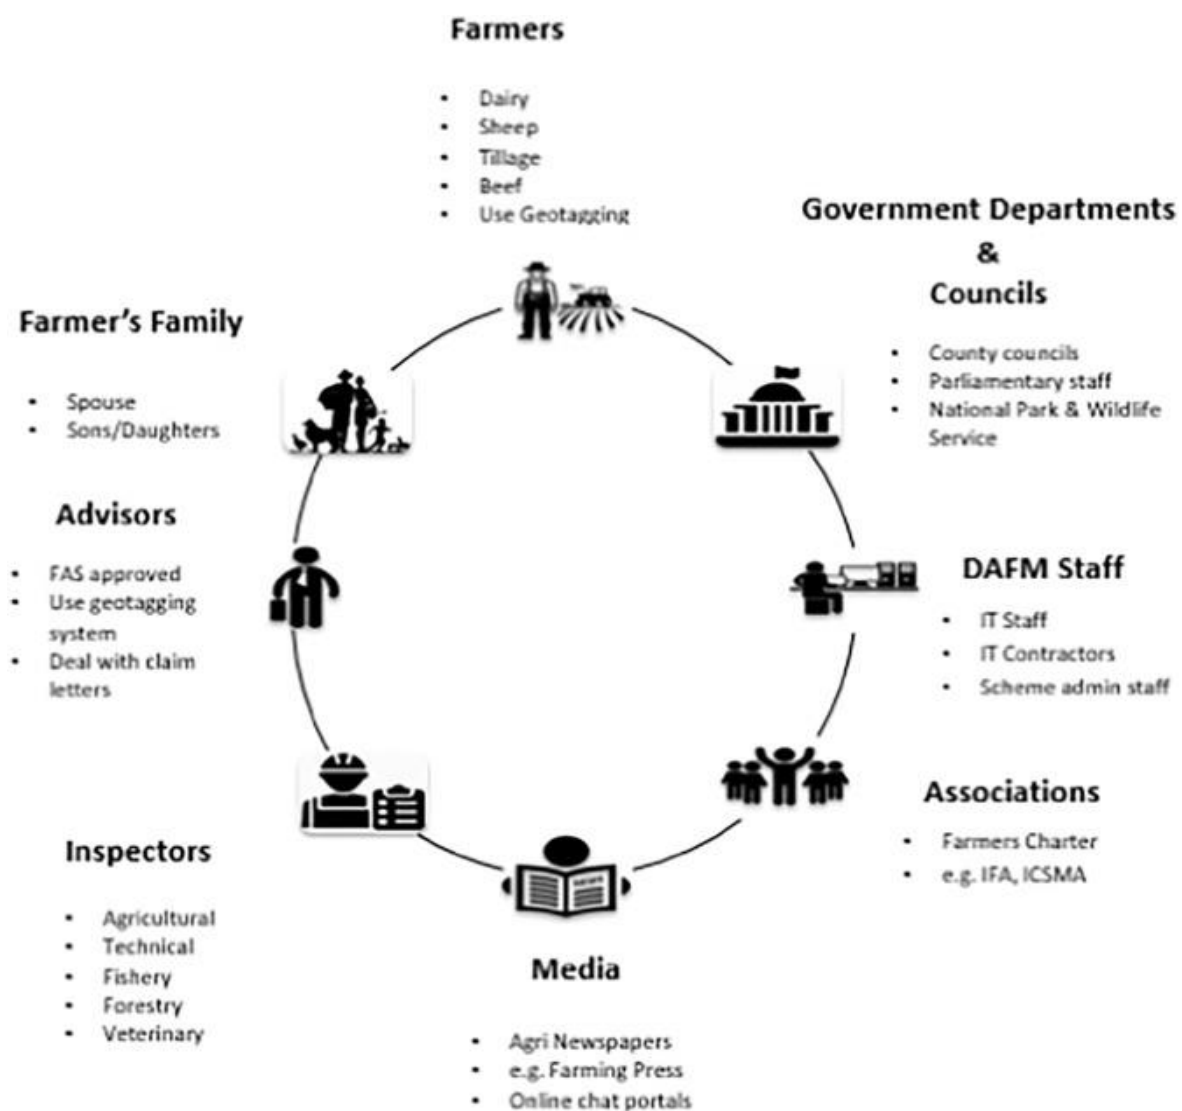 Farmers
• Dairy
• Sheep
• Tillage
• Beef
• Use Geotagging
Government Departments
&
Councils
• County councils
• Parliamentary staff
• National Park & Wildlife
Service
DAFM Staff
• IT Staff
• IT Contractors
• Scheme admin staff
Associations
• Farmers Charter
• e.g. IFA, ICSMA
Media
• Agri Newspapers
• e.g. Farming Press
• Online chat portals
Inspectors
• Agricultural
• Technical
• Fishery
• Forestry
• Veterinary
Advisors
• FAS approved
• Use geotagging
system
• Deal with claim
letters
Farmer's Family
• Spouse
• Sons/Daughters